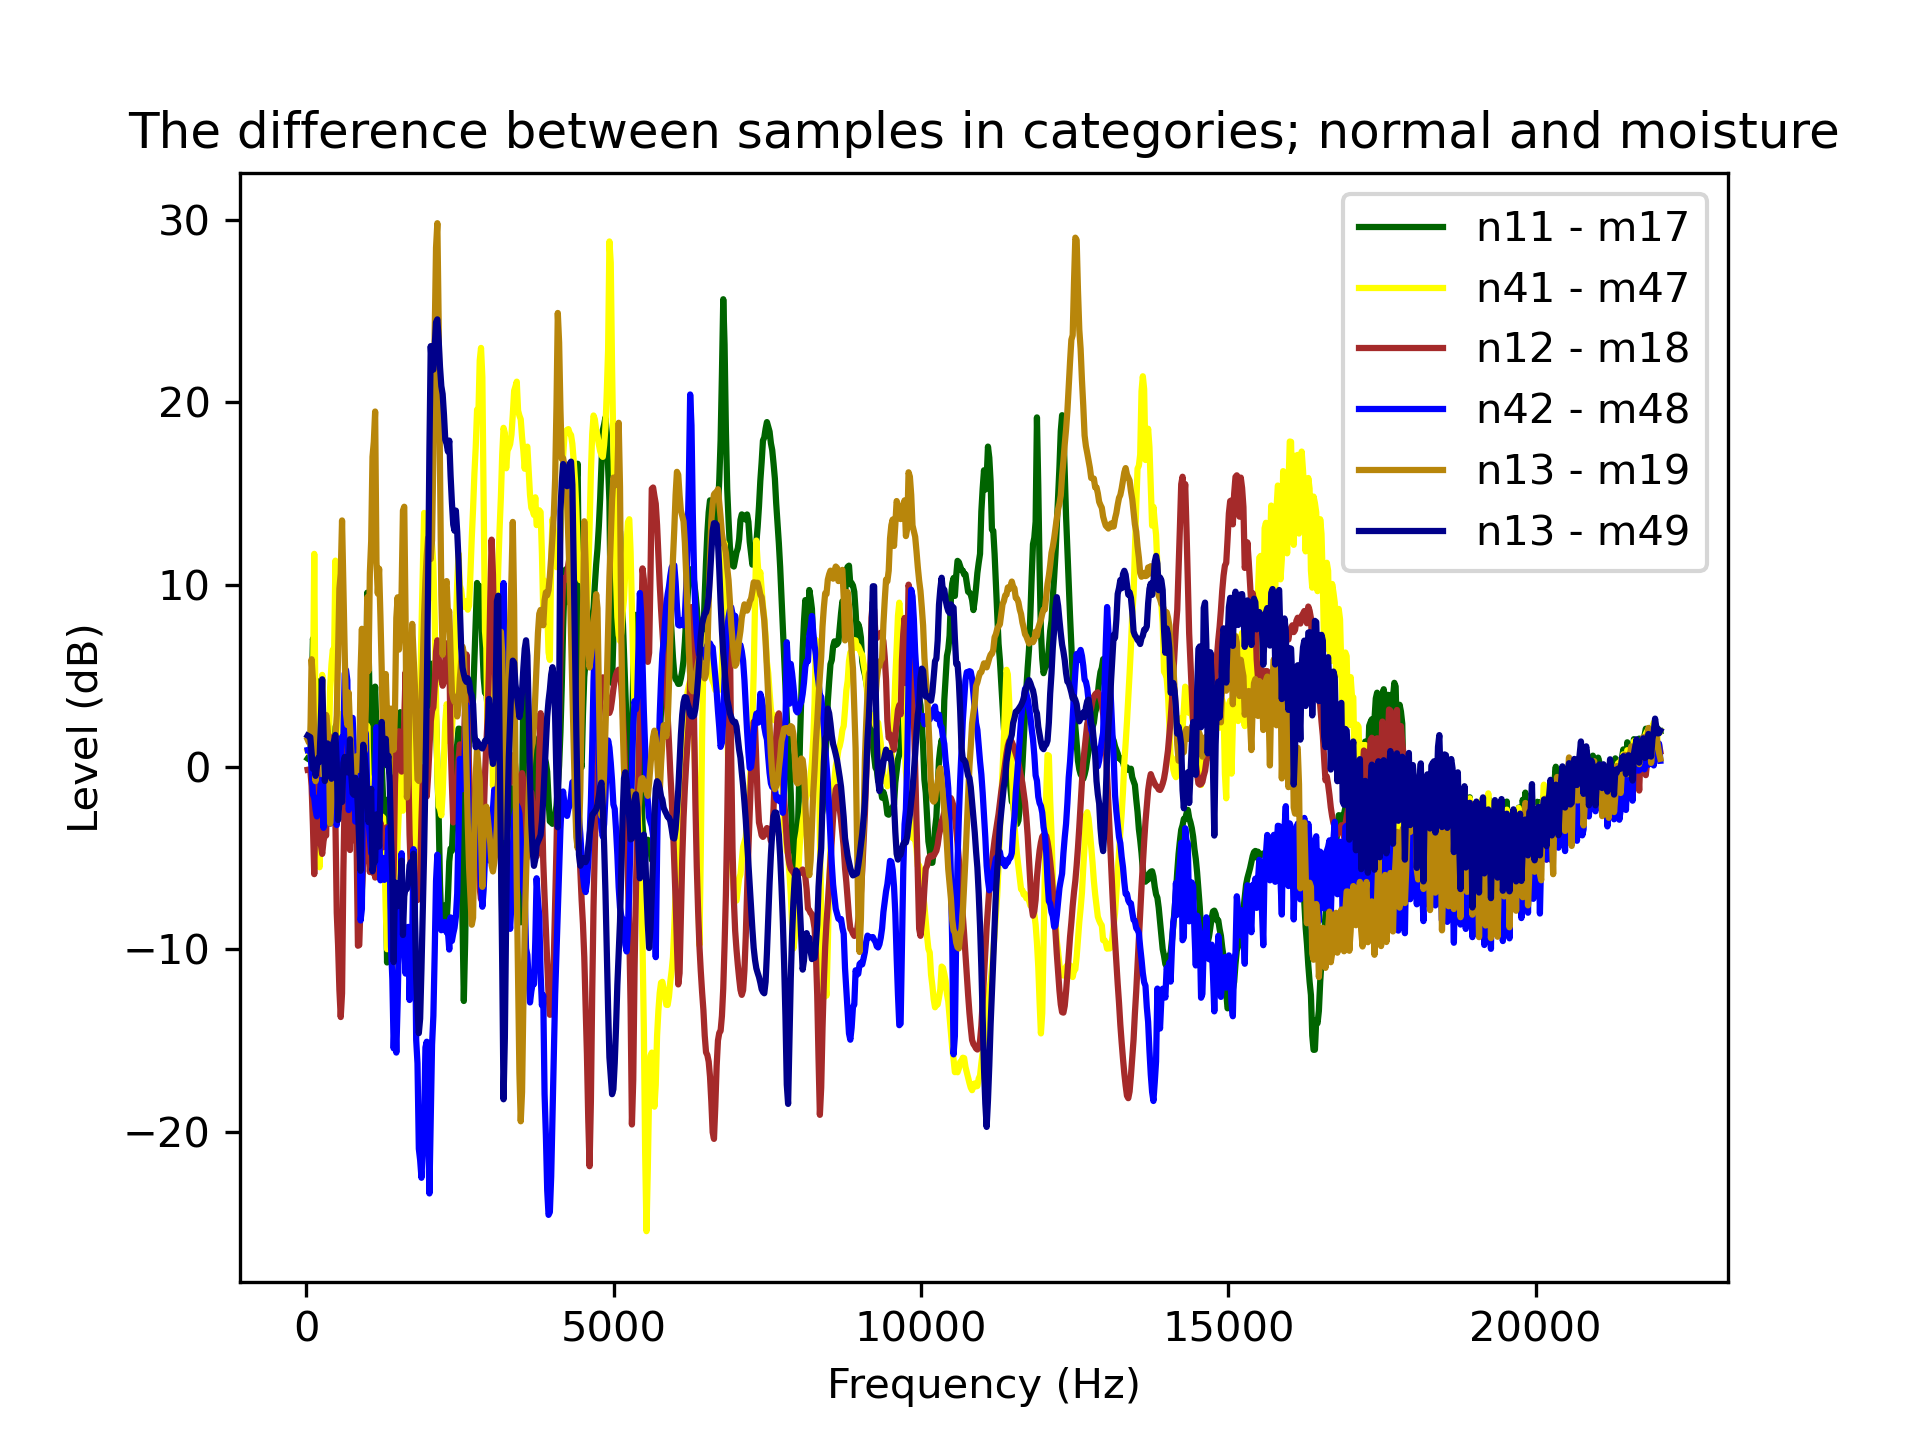 The difference between samples in categories; normal and moisture
30
20
10
0
−10
−20
Level (dB)
n11 - m17
n41 - m47
n12 - m18
n42 - m48
n13 - m19
n13 - m49
0
5000
10000
15000
20000
Frequency (Hz)